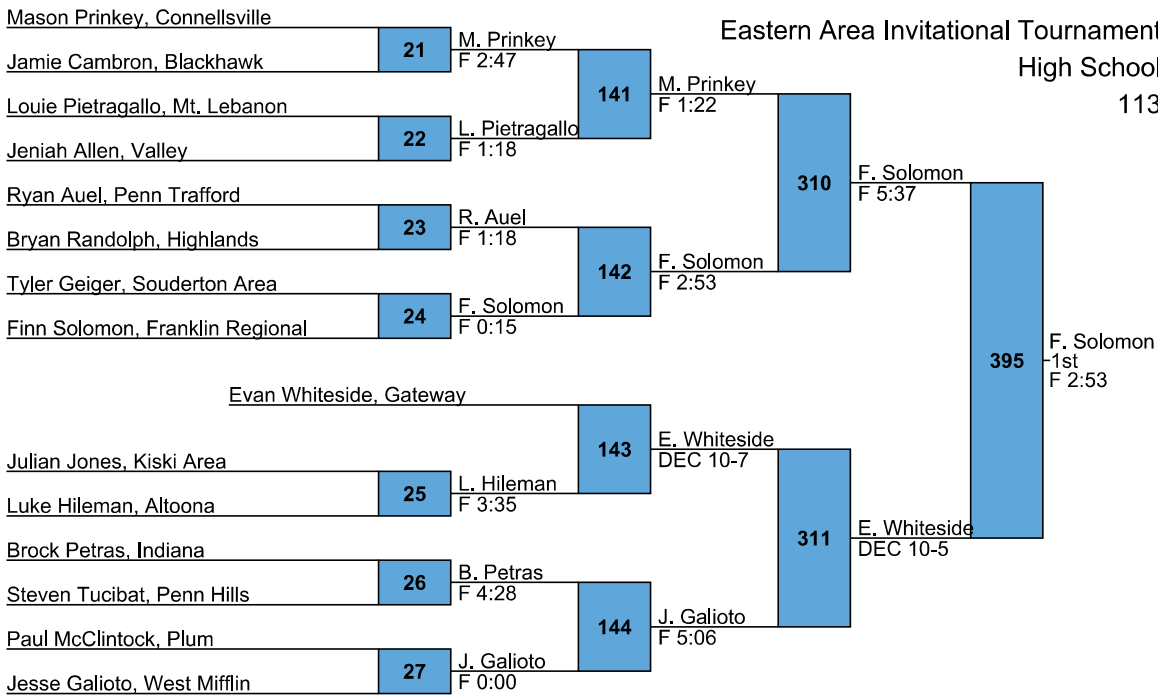 Eastern Area Invitational Tournament
High School
113
Mason Prinkey, Connellsville
21
Jamie Cambron, Blackhawk
M. Prinkey
F 2:47
141
Louie Pietragallo, Mt. Lebanon
22
Jeniah Allen, Valley
L. Pietragallo
F 1:18
M. Prinkey
F 1:22
310
Ryan Auel, Penn Trafford
23
Bryan Randolph, Highlands
R. Auel
F 1:18
142
Tyler Geiger, Souderton Area
24
Finn Solomon, Franklin Regional
F. Solomon
F 0:15
F. Solomon
F 2:53
F. Solomon
F 5:37
395
F. Solomon
1st
F 2:53
Evan Whiteside, Gateway
143
Julian Jones, Kiski Area
25
Luke Hileman, Altoona
L. Hileman
F 3:35
E. Whiteside
DEC 10-7
311
Brock Petras, Indiana
26
Steven Tucibat, Penn Hills
B. Petras
F 4:28
144
Paul McClintock, Plum
27
Jesse Galioto, West Mifflin
J. Galioto
F 0:00
J. Galioto
F 5:06
E. Whiteside
DEC 10-5